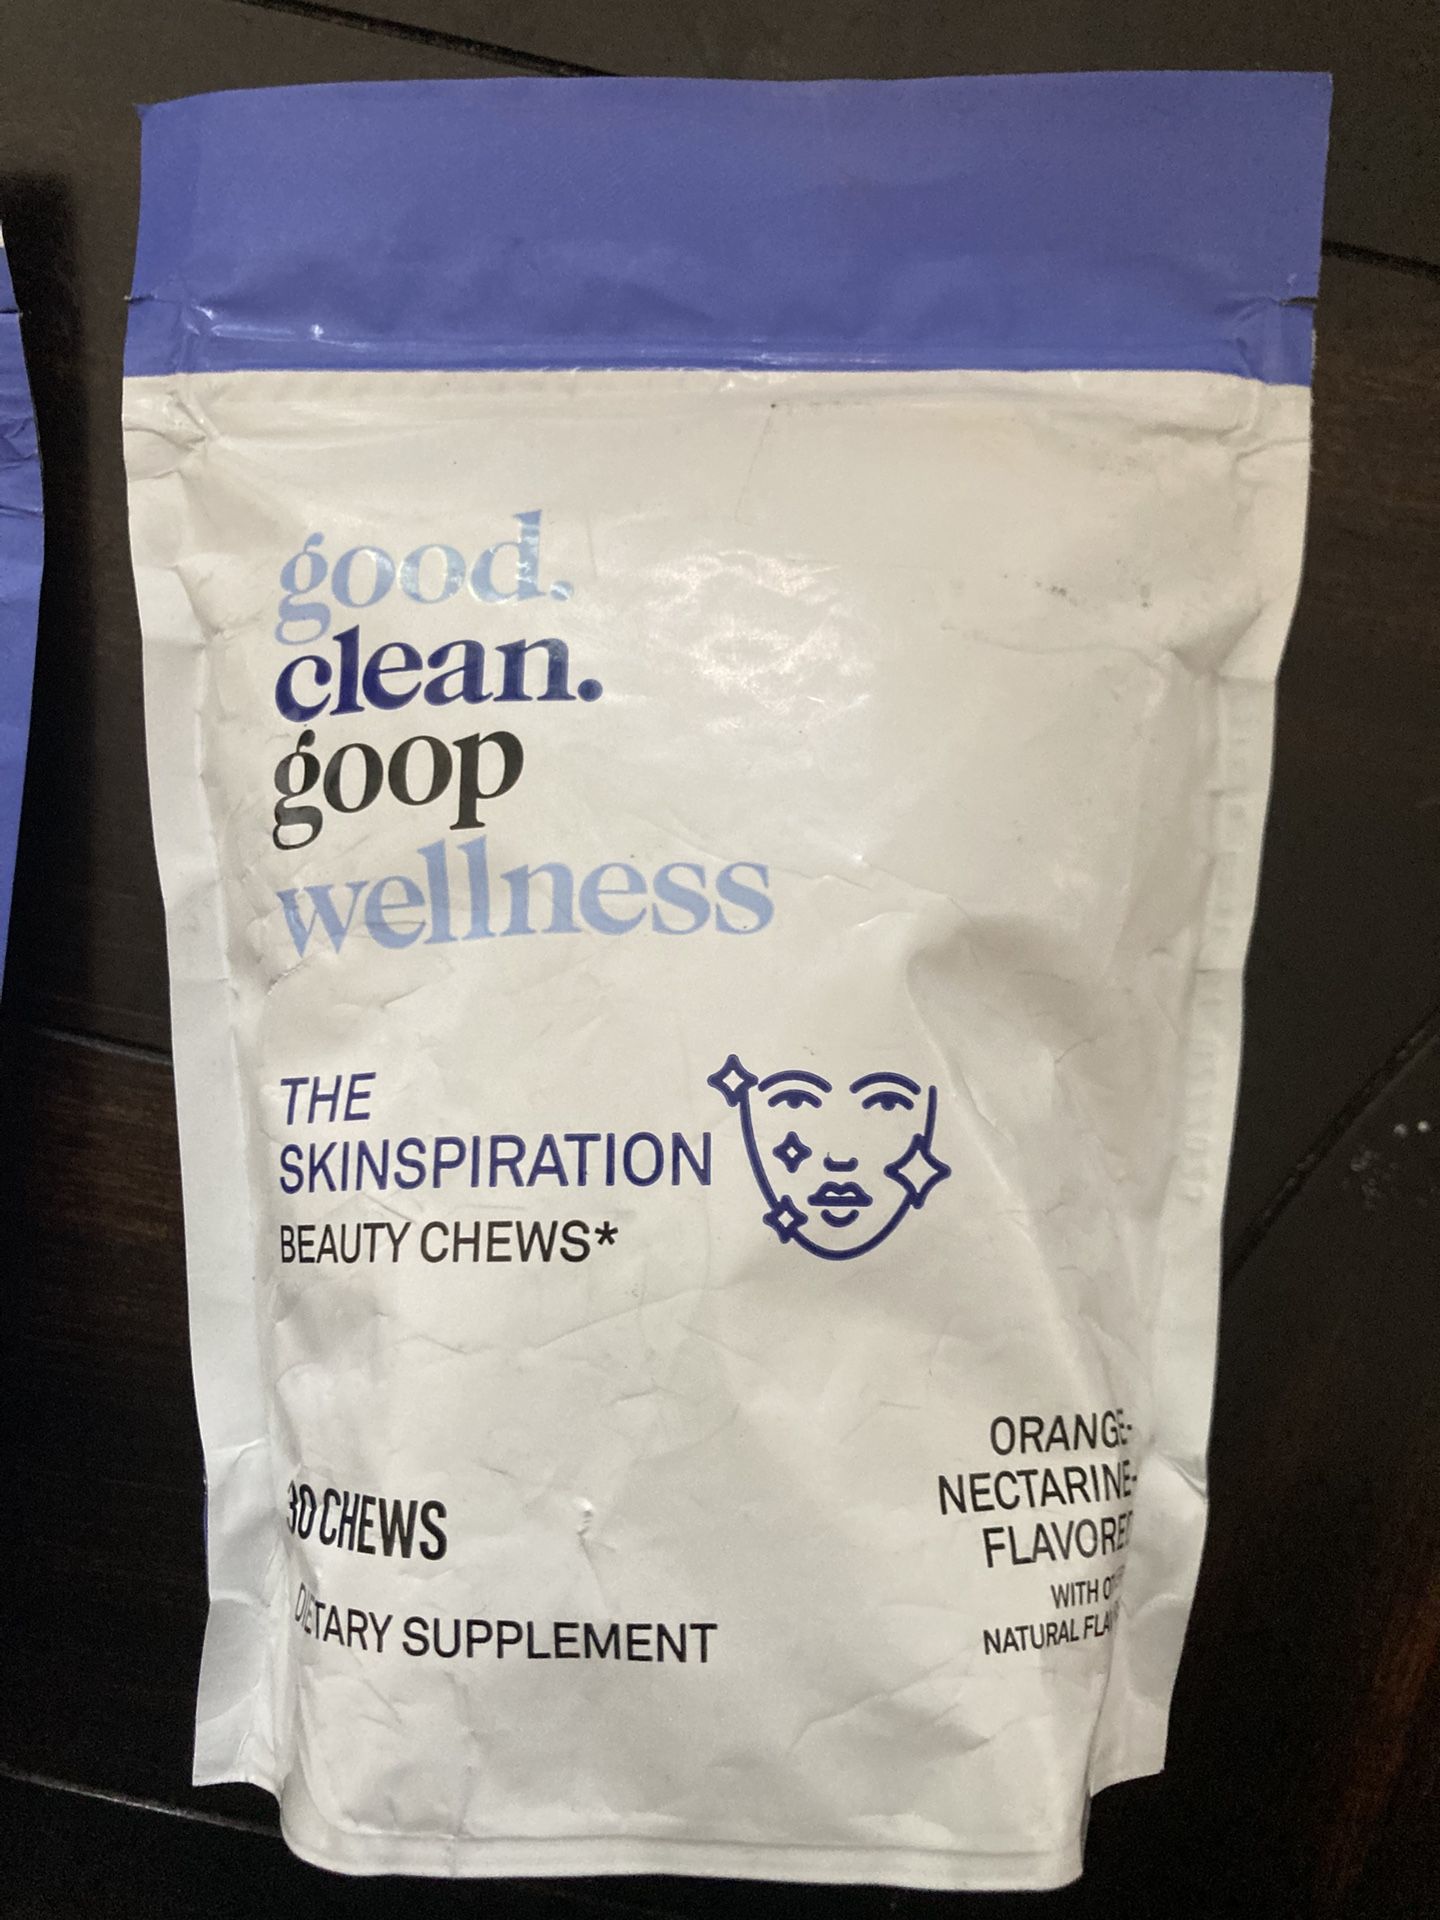 good.
clean.
goop
wellness
THE
SKINSPIRATION
BEAUTY CHEWS*
30 CHEWS
DIETARY SUPPLEMENT
ORANGE-
NECTARINE-
FLAVORED
WITH
NATURAL